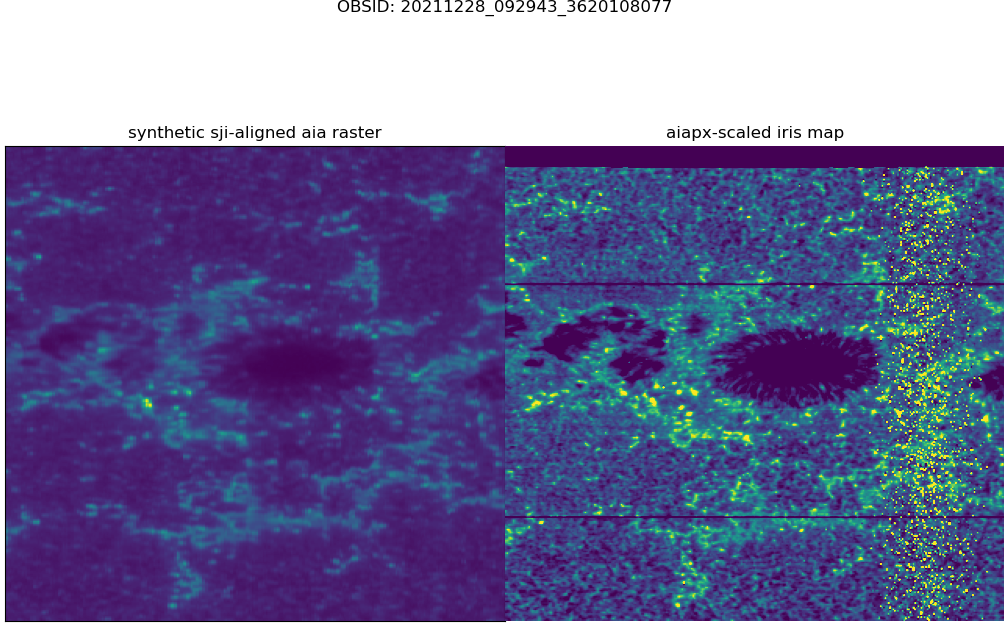 OBSID: 20211228_092943_3620108077
synthetic sji-aligned aia raster
aiapx-scaled iris map